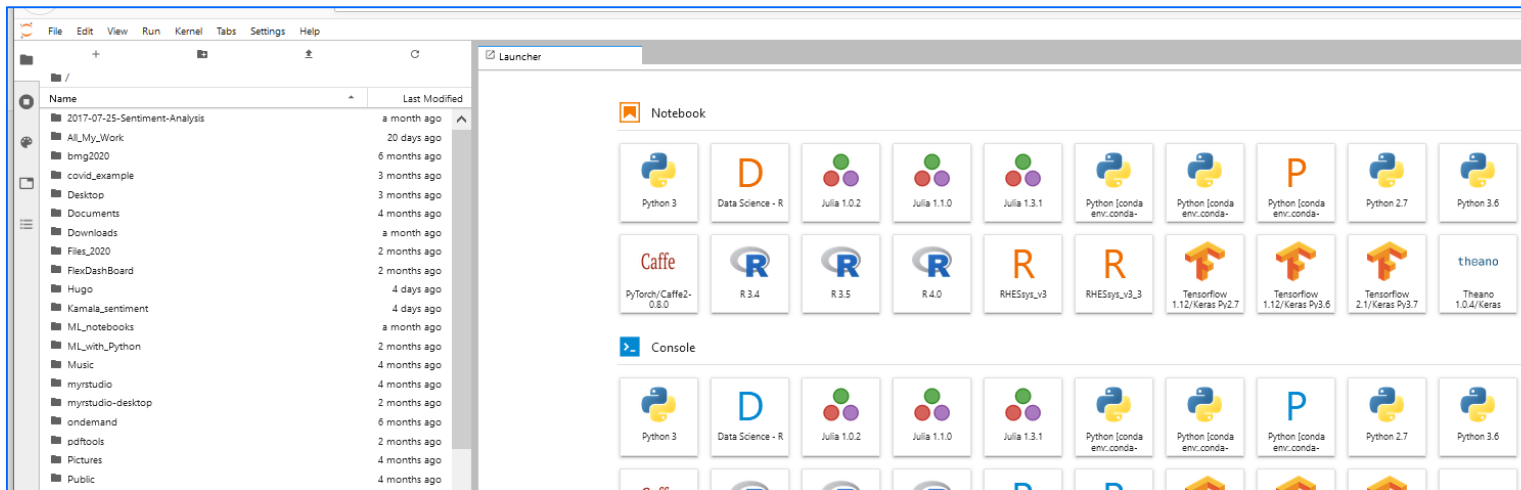 File Edit View Run Kernel Tabs Settings Help
/
Name Last Modified
2017-07-25-Sentiment-Analysis a month ago
All_My_Work 20 days ago
bmg2020 6 months ago
covid_example 3 months ago
Desktop 3 months ago
Documents 4 months ago
Downloads a month ago
Files_2020 2 months ago
FlexDashBoard 2 months ago
Hugo 4 days ago
Kamala_sentiment 4 days ago
ML_notebooks a month ago
ML_with_Python 2 months ago
Music 4 months ago
myrstudio 4 months ago
myrstudio-desktop 2 months ago
ondemand 6 months ago
pdftools 2 months ago
Pictures 4 months ago
Public 4 months ago
Launcher
Notebook
D P
Python 3 Data Science - R Julia 1.0.2 Julia 1.1.0 Julia 1.3.1 Python [conda Python [conda Python [conda Python 2.7 Python 3.6
env:conda- env:conda- env:conda-
Caffe R R R R R theano
PyTorch/Caffe2- R 3.4 R 3.5 R 4.0 RHESsys_v3 RHESsys_v3_3 Tensorflow Tensorflow Tensorflow Theano
0.8.0 1.12/Keras Py2.7 1.12/Keras Py3.6 2.1/Keras Py3.7 1.0.4/Keras
Console
D P
Python 3 Data Science - R Julia 1.0.2 Julia 1.1.0 Julia 1.3.1 Python [conda Python [conda Python [conda Python 2.7 Python 3.6
env:conda- env:conda- env:conda-